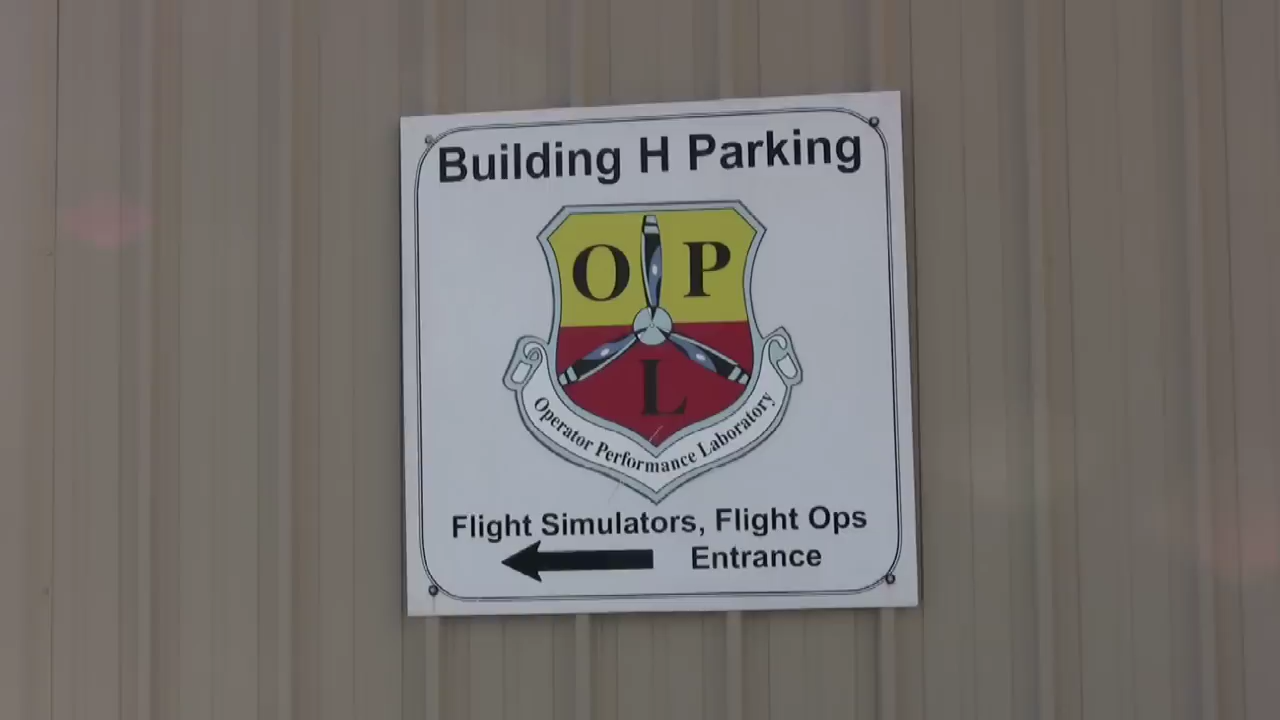 Building H Parking
O P
L
Operator Performance Laboratory
Flight Simulators, Flight Ops
Entrance